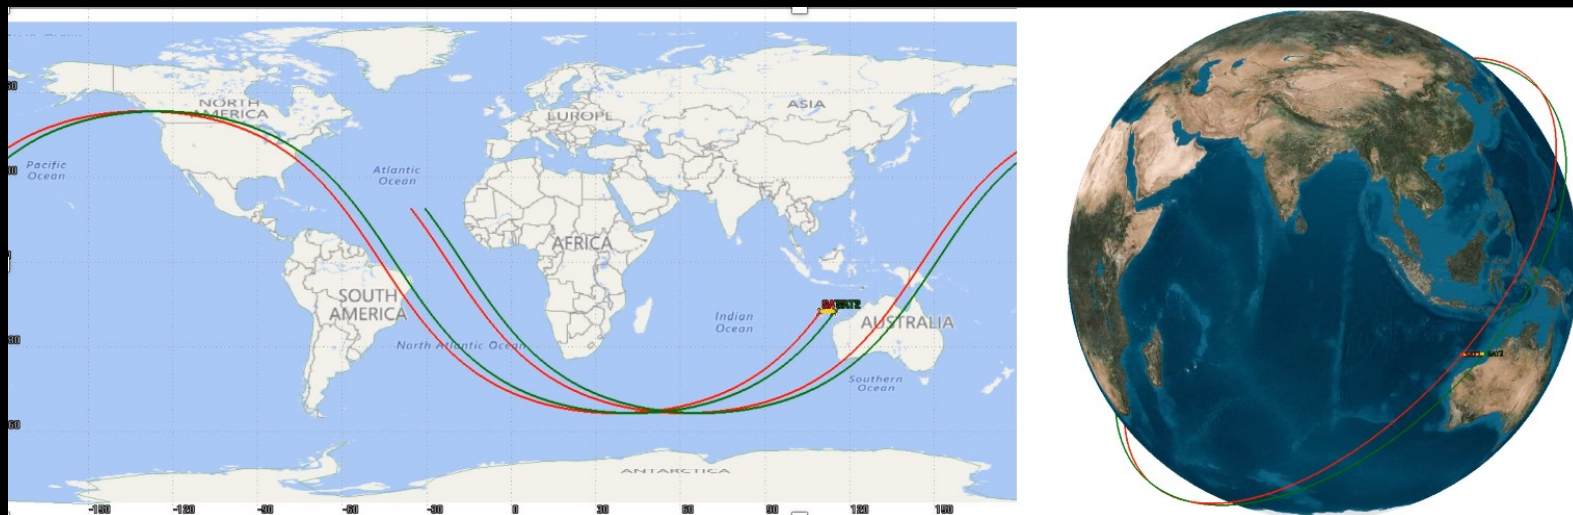 NORTH
AMERICA
EUROPE
ASIA
Pacific
Ocean
Atlantic
Ocean
AFRICA
SOUTH
AMERICA
Indian
Ocean
AUSTRALIA
North Atlantic Ocean
Southern
Ocean
ANTARCTICA
-150 -120 -90 -60 -30 0 30 60 90 120 150